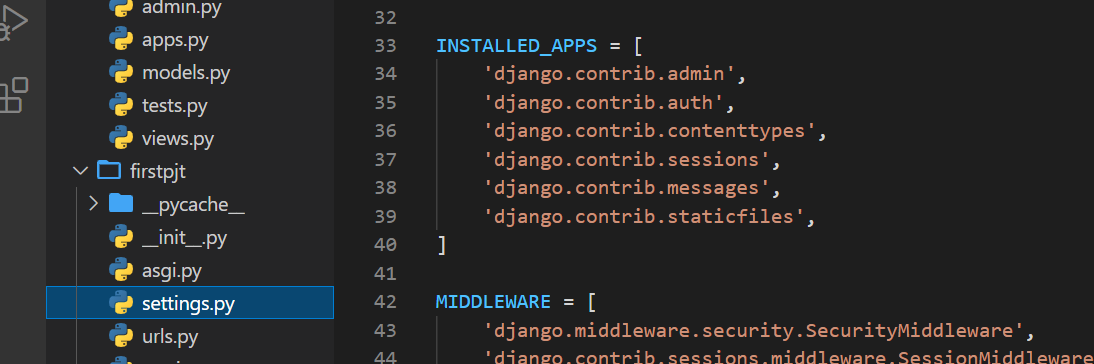 admin.py
apps.py
models.py
tests.py
views.py
firstpjt
__pycache__
__init__.py
asgi.py
settings.py
urls.py
32
33 INSTALLED_APPS = [
34 'django.contrib.admin',
35 'django.contrib.auth',
36 'django.contrib.contenttypes',
37 'django.contrib.sessions',
38 'django.contrib.messages',
39 'django.contrib.staticfiles',
40 ]
41
42 MIDDLEWARE = [
43 'django.middleware.security.SecurityMiddleware',
44 'django.contrib.sessions.middleware.SessionMiddleware